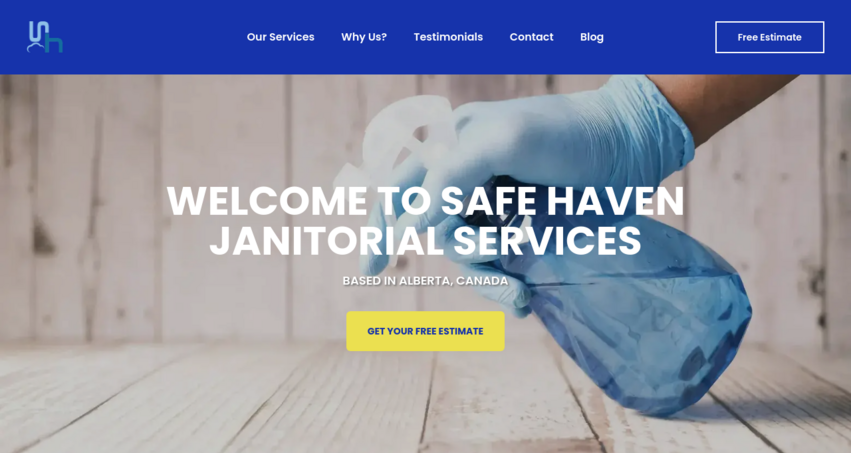 Our Services
Why Us?
Testimonials
Contact
Blog
Free Estimate
WELCOME TO SAFE HAVEN
JANITORIAL SERVICES
BASED IN ALBERTA, CANADA
GET YOUR FREE ESTIMATE